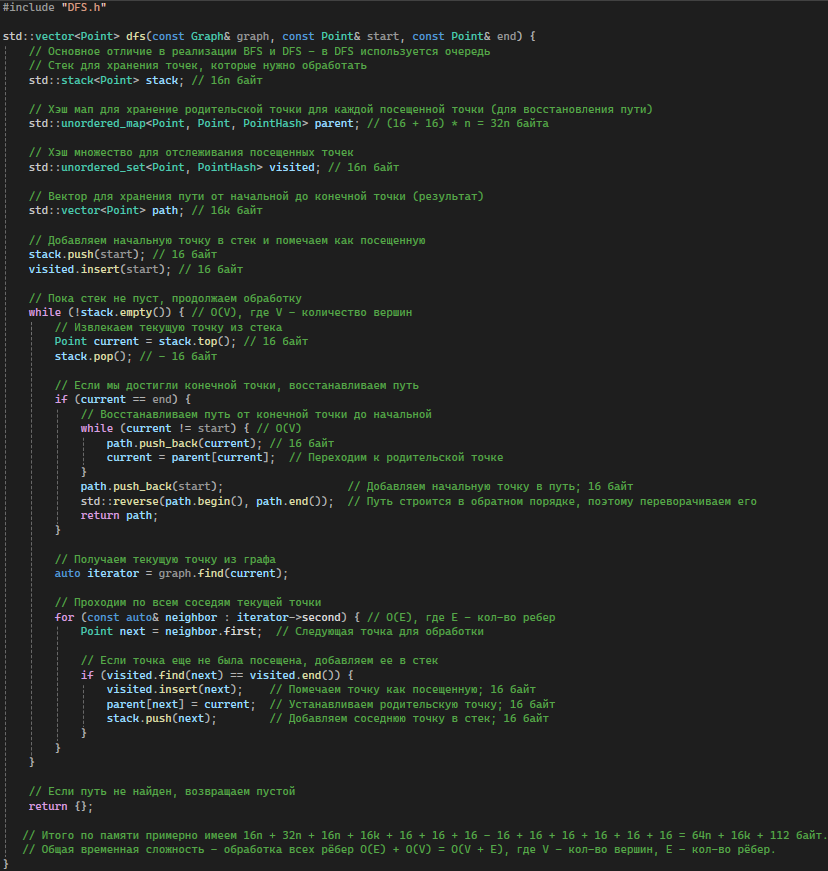 #include "DFS.h"
std::vector<Point> dfs(const Graph& graph, const Point& start, const Point& end) {
// Основное отличие в реализации BFS и DFS - в DFS используется очередь
// Стек для хранения точек, которые нужно обработать
std::stack<Point> stack; // 16n байт
// Хэш мап для хранение родительской точки для каждой посещенной точки (для восстановления пути)
std::unordered_map<Point, Point, PointHash> parent; // (16 + 16) * n = 32n байта
// Хэш множество для отслеживания посещенных точек
std::unordered_set<Point, PointHash> visited; // 16n байт
// Вектор для хранения пути от начальной до конечной точки (результат)
std::vector<Point> path; // 16k байт
// Добавляем начальную точку в стек и помечаем как посещенную
stack.push(start); // 16 байт
visited.insert(start); // 16 байт
// Пока стек не пуст, продолжаем обработку
while (!stack.empty()) { // O(V), где V - количество вершин
// Извлекаем текущую точку из стека
Point current = stack.top(); // 16 байт
stack.pop(); // - 16 байт
// Если мы достигли конечной точки, восстанавливаем путь
if (current == end) {
// Восстанавливаем путь от конечной точки до начальной
while (current != start) { // O(V)
path.push_back(current); // 16 байт
current = parent[current];  // Переходим к родительской точке
}
path.push_back(start);                   // Добавляем начальную точку в путь; 16 байт
std::reverse(path.begin(), path.end());  // Путь строится в обратном порядке, поэтому переворачиваем его
return path;
}
// Получаем текущую точку из графа
auto iterator = graph.find(current);
// Проходим по всем соседям текущей точки
for (const auto& neighbor : iterator->second) { // O(E), где E - кол-во ребер
Point next = neighbor.first;  // Следующая точка для обработки
// Если точка еще не была посещена, добавляем ее в стек
if (visited.find(next) == visited.end()) {
visited.insert(next);    // Помечаем точку как посещенную; 16 байт
parent[next] = current;  // Устанавливаем родительскую точку; 16 байт
stack.push(next);        // Добавляем соседнюю точку в стек; 16 байт
}
}
}
// Если путь не найден, возвращаем пустой
return {};
// Итого по памяти примерно имеем 16n + 32n + 16n + 16k + 16 + 16 + 16 - 16 + 16 + 16 + 16 + 16 + 16 = 64n + 16k + 112 байт.
// Общая временная сложность - обработка всех рёбер O(E) + O(V) = O(V + E), где V - кол-во вершин, E - кол-во рёбер.
}